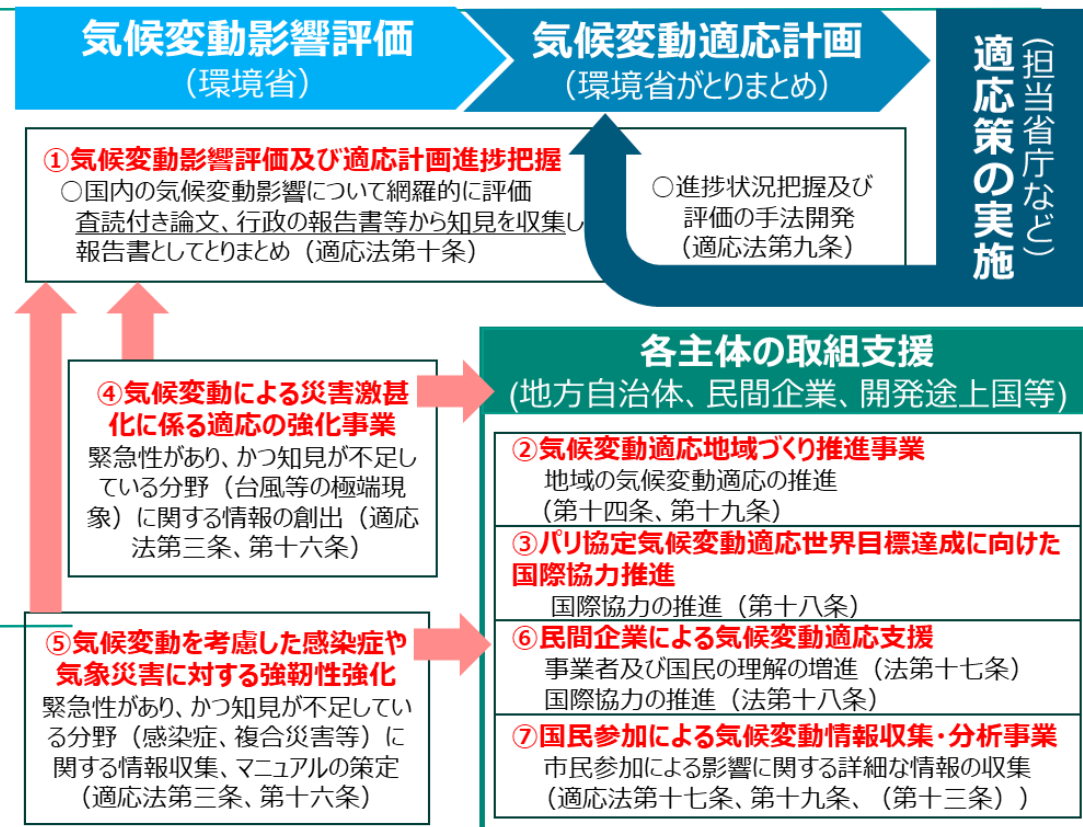 気候変動影響評価
（環境省）
気候変動適応計画
（環境省がとりまとめ）
適応策の実施
（担当省庁など）
①気候変動影響評価及び適応計画進捗把握
○国内の気候変動影響について網羅的に評価
査読付き論文、行政の報告書等から知見を収集し
報告書としてとりまとめ（適応法第十条）
○進捗状況把握及び
評価の手法開発
（適応法第九条）
④気候変動による災害激甚
化に係る適応の強化事業
緊急性があり、かつ知見が不足し
ている分野（台風等の極端現
象）に関する情報の創出（適応
法第三条、第十六条）
⑤気候変動を考慮した感染症や
気象災害に対する強靭性強化
緊急性があり、かつ知見が不足してい
る分野（感染症、複合災害等）に
関する情報収集、マニュアルの策定
（適応法第三条、第十六条）
各主体の取組支援
(地方自治体、民間企業、開発途上国等)
②気候変動適応地域づくり推進事業
地域の気候変動適応の推進
（第十四条、第十九条）
③パリ協定気候変動適応世界目標達成に向けた
国際協力推進
国際協力の推進（第十八条）
⑥民間企業による気候変動適応支援
事業者及び国民の理解の増進（法第十七条）
国際協力の推進（法第十八条）
⑦国民参加による気候変動情報収集・分析事業
市民参加による影響に関する詳細な情報の収集
（適応法第十七条、第十九条、（第十三条））